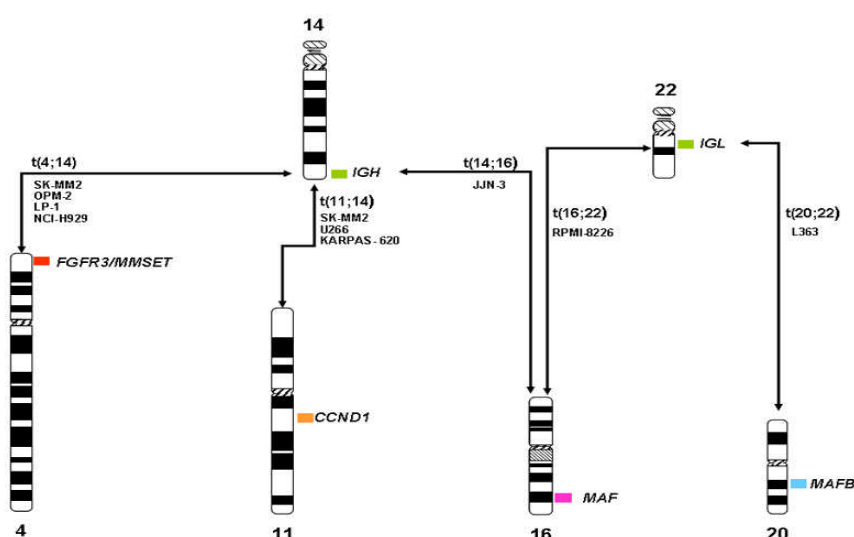 14
22
IGL
t(4;14)
IGH
t(14;16)
SK-MM2
OPM-2
LP-1
NCI-H929
JJN-3
t(11;14)
SK-MM2
U266
KARPAS-620
t(16;22)
RPMI-8226
t(20;22)
L363
FGFR3/MMSET
CCND1
MAF
MAFB
4
11
16
20